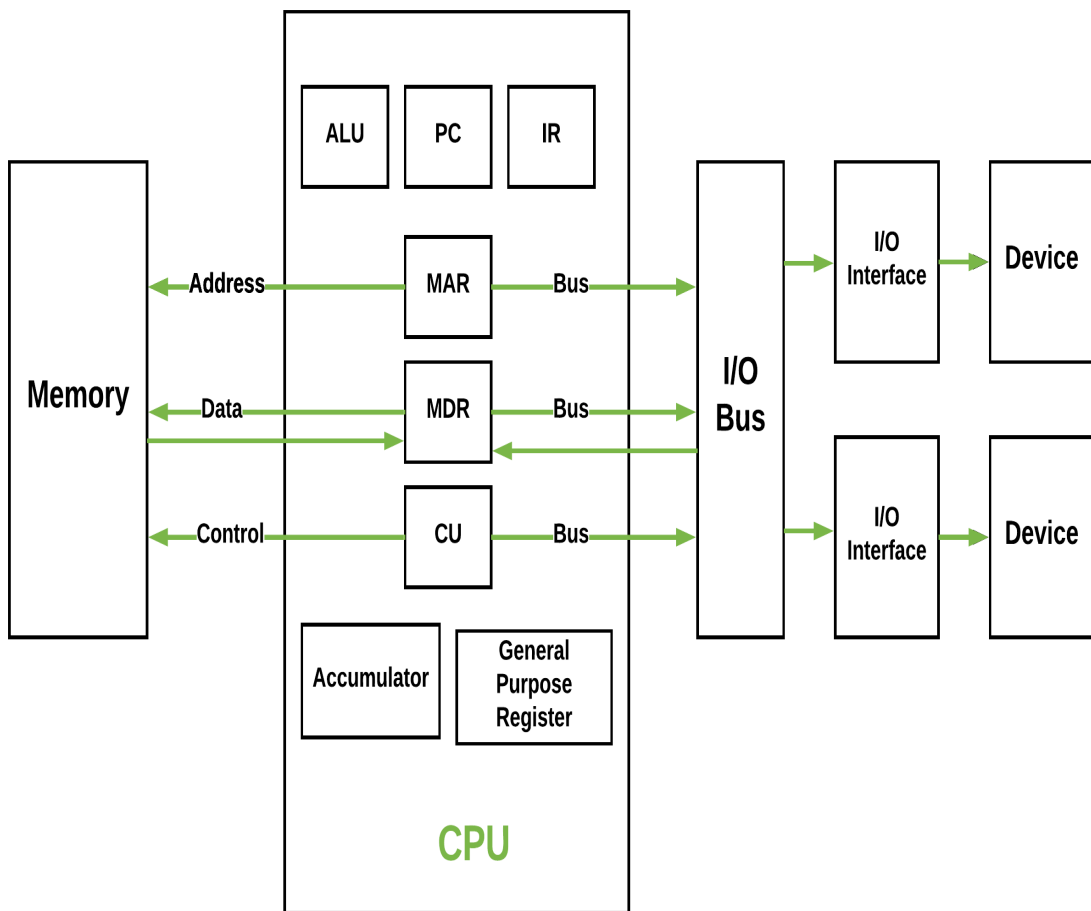 ALU
PC
IR
Memory
Address
MAR
Bus
Data
MDR
Bus
Control
CU
Bus
Accumulator
General
Purpose
Register
CPU
I/O
Bus
I/O
Interface
Device
I/O
Interface
Device